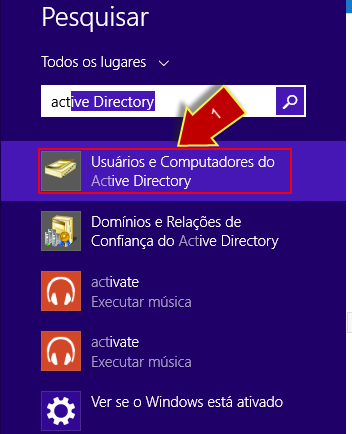 Pesquisar
Todos os lugares
active Directory
1
Usuários e Computadores do
Active Directory
Domínios e Relações de
Confiança do Active Directory
activate
Executar música
activate
Executar música
Ver se o Windows está ativado